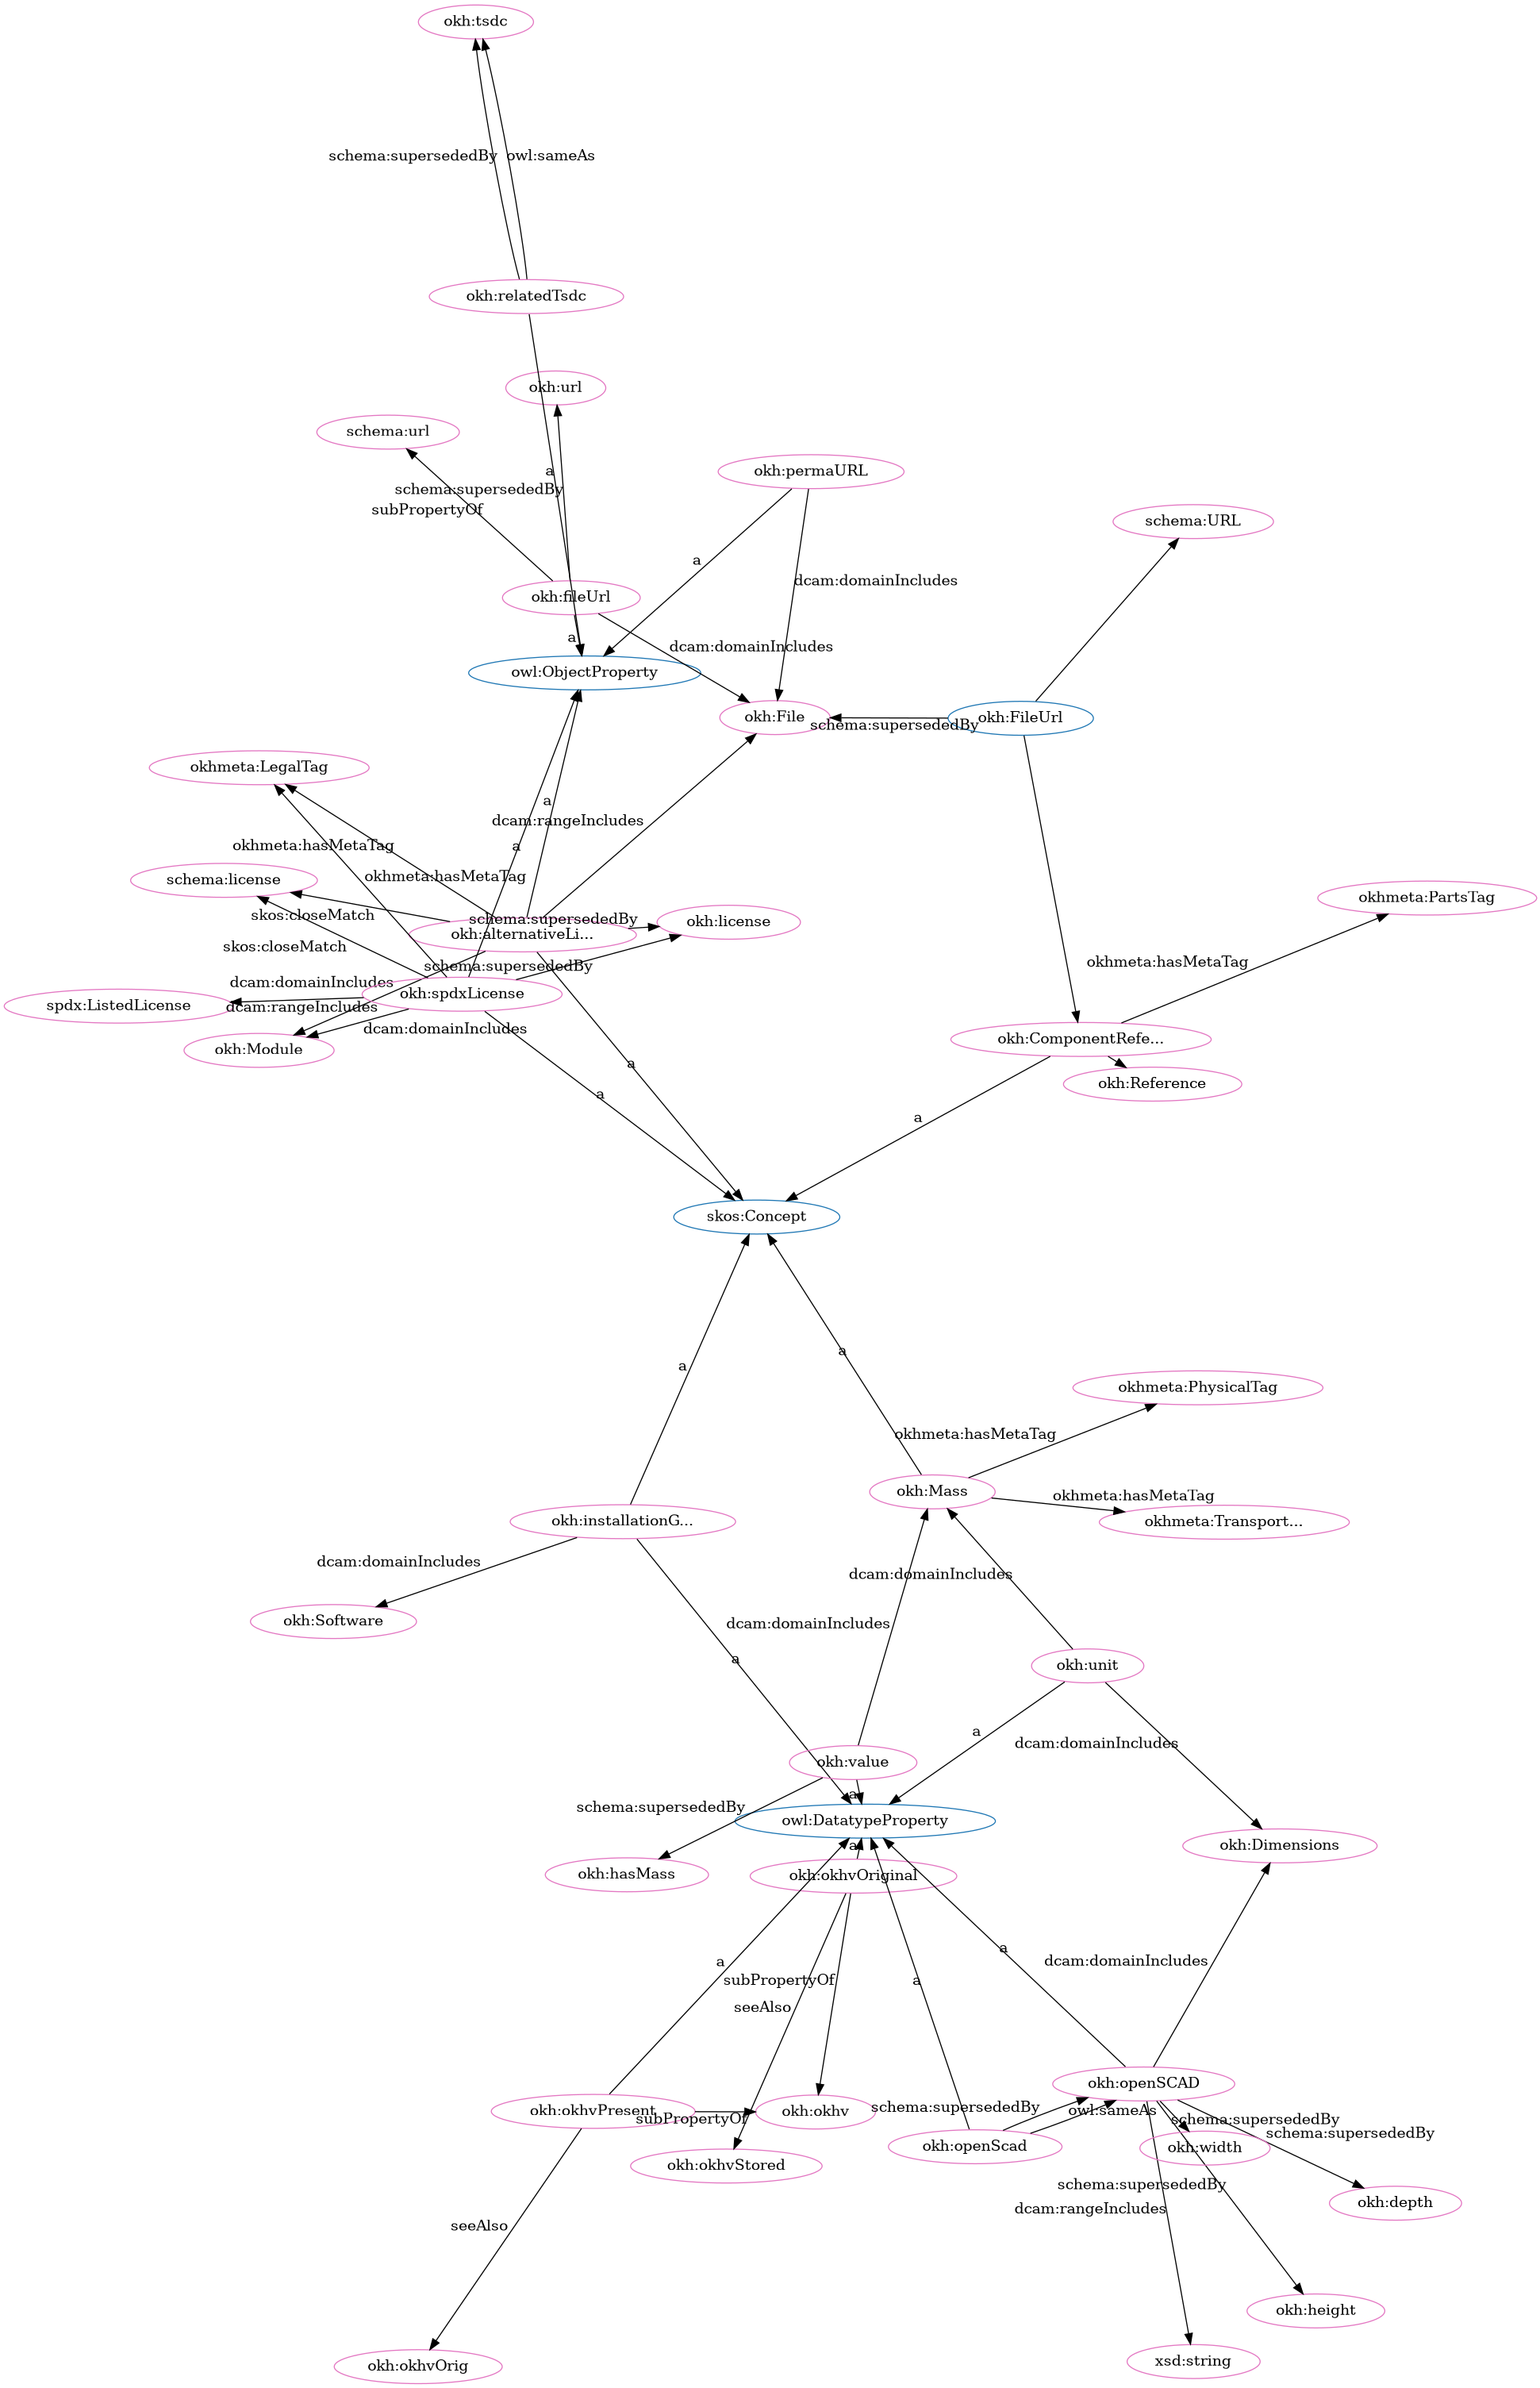 okh:tsdc
schema:supersededBy
owl:sameAs
okh:relatedTsdc
okh:url
schema:url
okh:permaURL
a
schema:supersededBy
subPropertyOf
schema:URL
a
dcam:domainIncludes
okh:fileUrl
a
dcam:domainIncludes
owl:ObjectProperty
okh:File
okh:FileUrl
schema:supersededBy
okhmeta:LegalTag
a
dcam:rangeIncludes
okhmeta:hasMetaTag
a
okhmeta:hasMetaTag
schema:license
okhmeta:PartsTag
skos:closeMatch
schema:supersededBy
okh:license
okh:alternativeLi...
skos:closeMatch
okhmeta:hasMetaTag
schema:supersededBy
dcam:domainIncludes
okh:spdxLicense
spdx:ListedLicense
dcam:rangeIncludes
dcam:domainIncludes
okh:ComponentRefe...
okh:Module
a
okh:Reference
a
a
skos:Concept
a
a
okhmeta:PhysicalTag
okhmeta:hasMetaTag
okh:Mass
okhmeta:hasMetaTag
okh:installationG...
okhmeta:Transport...
dcam:domainIncludes
dcam:domainIncludes
okh:Software
dcam:domainIncludes
a
okh:unit
a
dcam:domainIncludes
okh:value
a
schema:supersededBy
owl:DatatypeProperty
a
okh:Dimensions
okh:hasMass
okh:okhvOriginal
a
a
dcam:domainIncludes
subPropertyOf
a
seeAlso
okh:openSCAD
okh:okhvPresent
okh:okhv
schema:supersededBy
owl:sameAs
subPropertyOf
schema:supersededBy
schema:supersededBy
okh:openScad
okh:width
okh:okhvStored
schema:supersededBy
okh:depth
dcam:rangeIncludes
seeAlso
okh:height
xsd:string
okh:okhvOrig